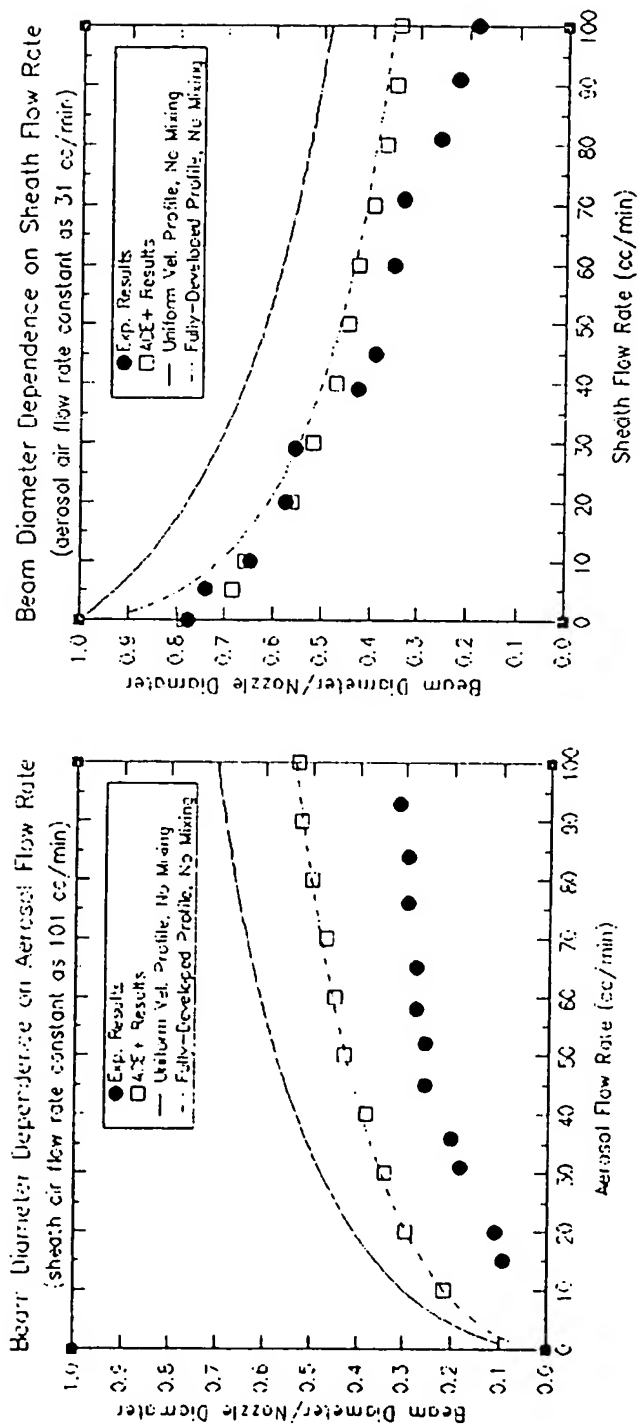 Beam Diameter Dependence on Aerosol Flow Rate
(sheath air flow rate constant as 101 cc/min)
Exp. Results
ACE+ Results
Uniform Vel. Profile, No Mixing
Fully-Developed Profile, No Mixing
Beam Diameter/Nozzle Diameter
1.0
0.9
0.8
0.7
0.6
0.5
0.4
0.3
0.2
0.1
0.0
0 10 20 30 40 50 60 70 80 90 100
Aerosol Flow Rate (cc/min)
Beam Diameter Dependence on Sheath Flow Rate
(aerosol air flow rate constant as 31 cc/min)
Exp. Results
ACE+ Results
Uniform Vel. Profile, No Mixing
Fully-Developed Profile, No Mixing
Beam Diameter/Nozzle Diameter
1.0
0.9
0.8
0.7
0.6
0.5
0.4
0.3
0.2
0.1
0.0
0 10 20 30 40 50 60 70 80 90 100
Sheath Flow Rate (cc/min)